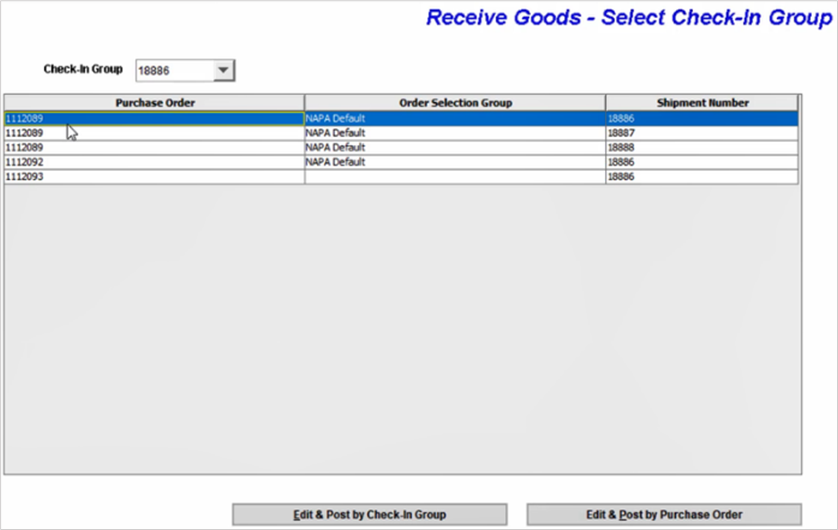 Receive Goods - Select Check-In Group
Check-In Group 18886
Purchase Order Order Selection Group Shipment Number
1112089 NAPA Default 18886
1112089 NAPA Default 18887
1112089 NAPA Default 18888
1112092 NAPA Default 18886
1112093 18886
Edit & Post by Check-In Group Edit & Post by Purchase Order